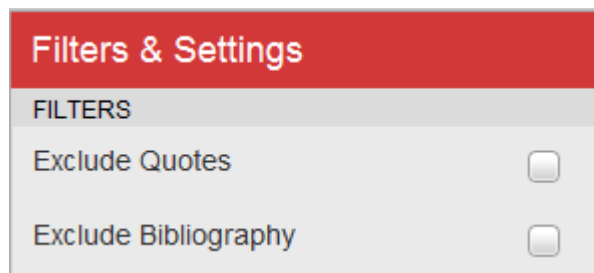 Filters & Settings
FILTERS
Exclude Quotes
Exclude Bibliography